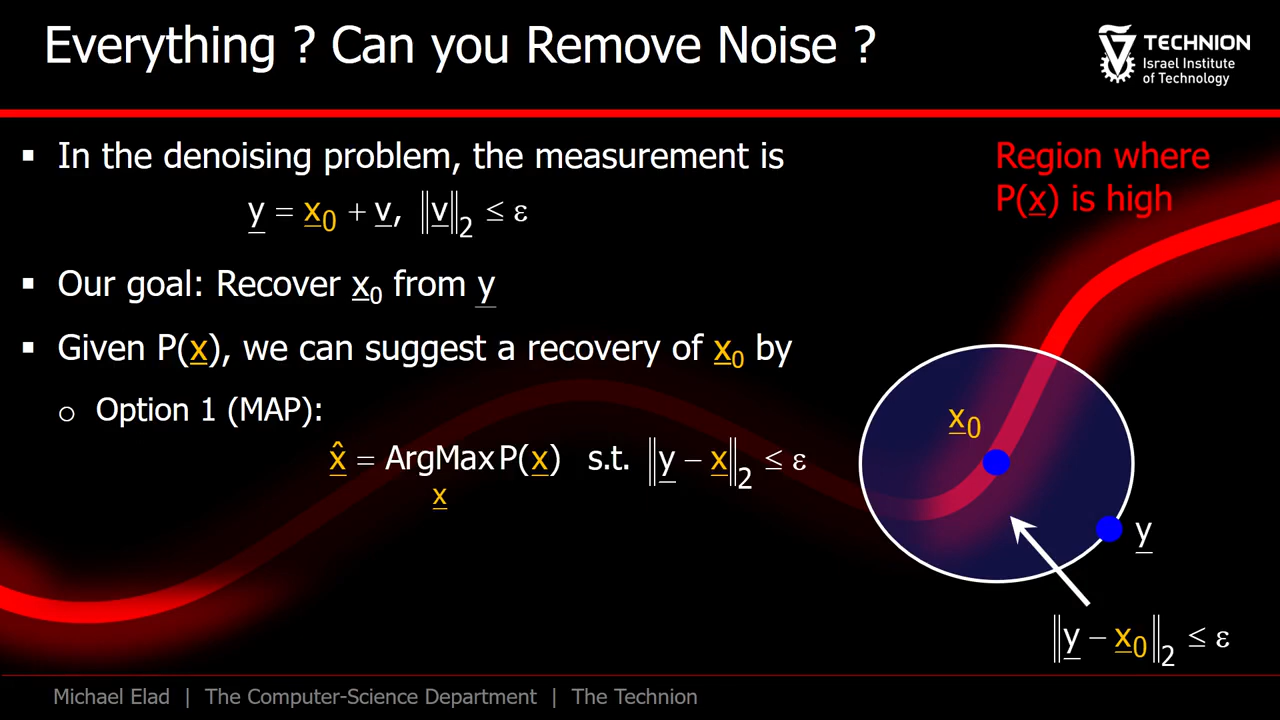 Everything ? Can you Remove Noise ?
TECHNION
Israel Institute
of Technology
▪ In the denoising problem, the measurement is
y = x₀ + v, ‖v‖₂ ≤ ε
▪ Our goal: Recover x₀ from y
▪ Given P(x), we can suggest a recovery of x₀ by
o Option 1 (MAP):
x̂ = ArgMax P(x) s.t. ‖y − x‖₂ ≤ ε
x
Region where
P(x) is high
x₀
y
‖y − x₀‖₂ ≤ ε
Michael Elad | The Computer-Science Department | The Technion